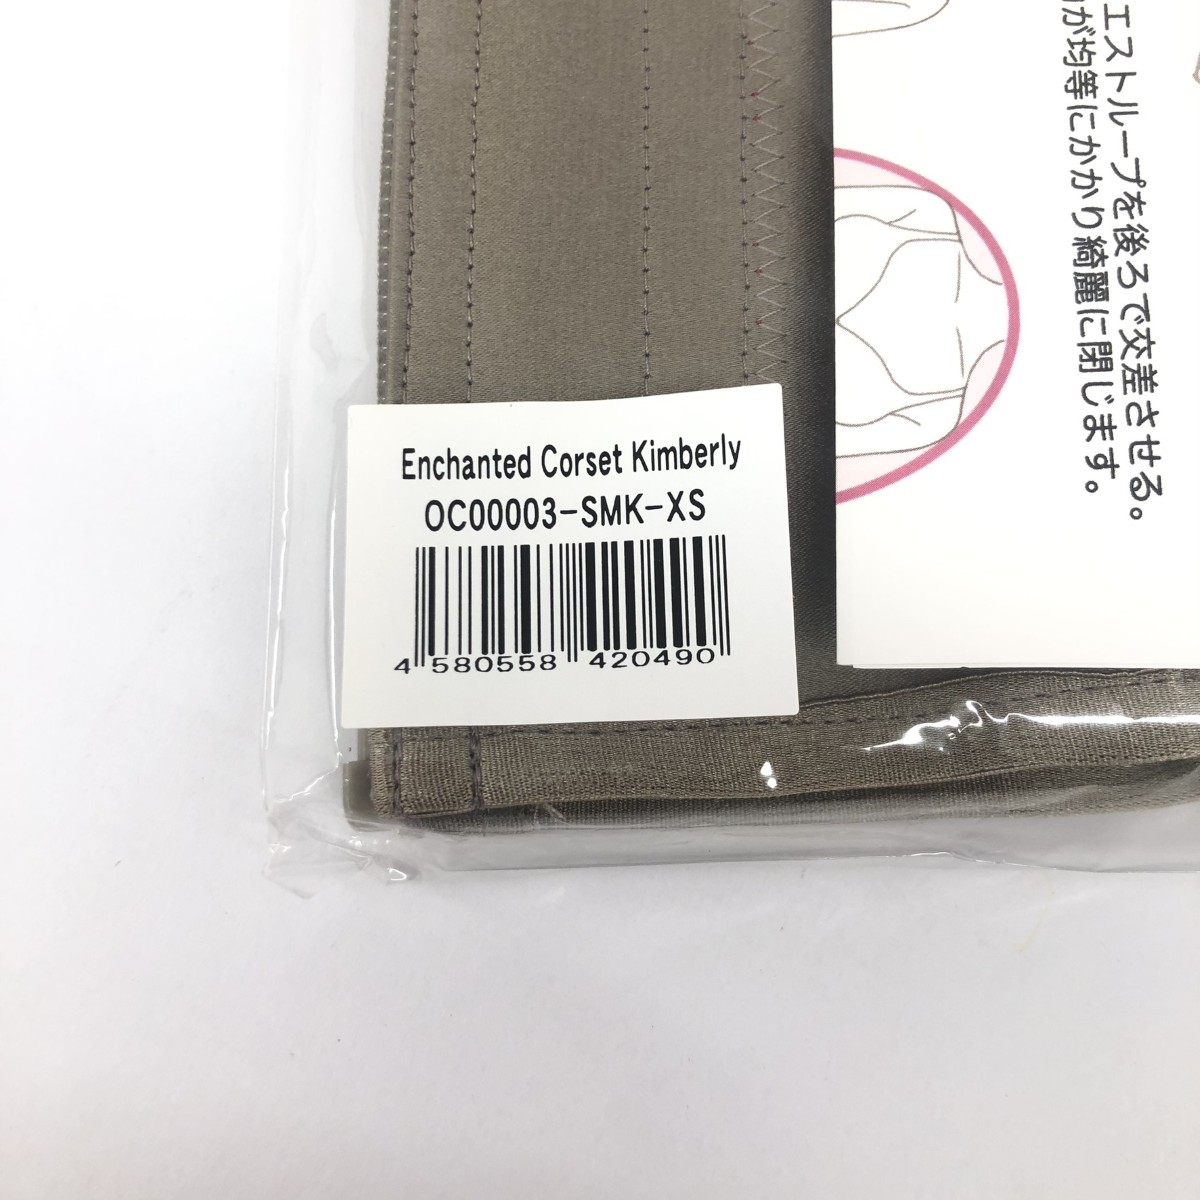 Enchanted Corset Kimberly
OC00003-SMK-XS
4 580558 420490
エストループを後ろで交差させる。
が均等にかかり綺麗に閉じます。